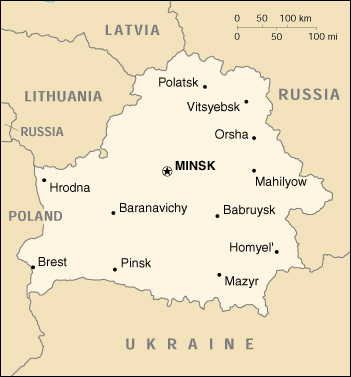 LATVIA
0 50 100 km
0 50 100 mi
Polatsk
LITHUANIA
Vitsyebsk
RUSSIA
RUSSIA
Orsha
MINSK
Hrodna
Mahilyow
Baranavichy
Babruysk
POLAND
Homyel'
Brest
Pinsk
Mazyr
UKRAINE